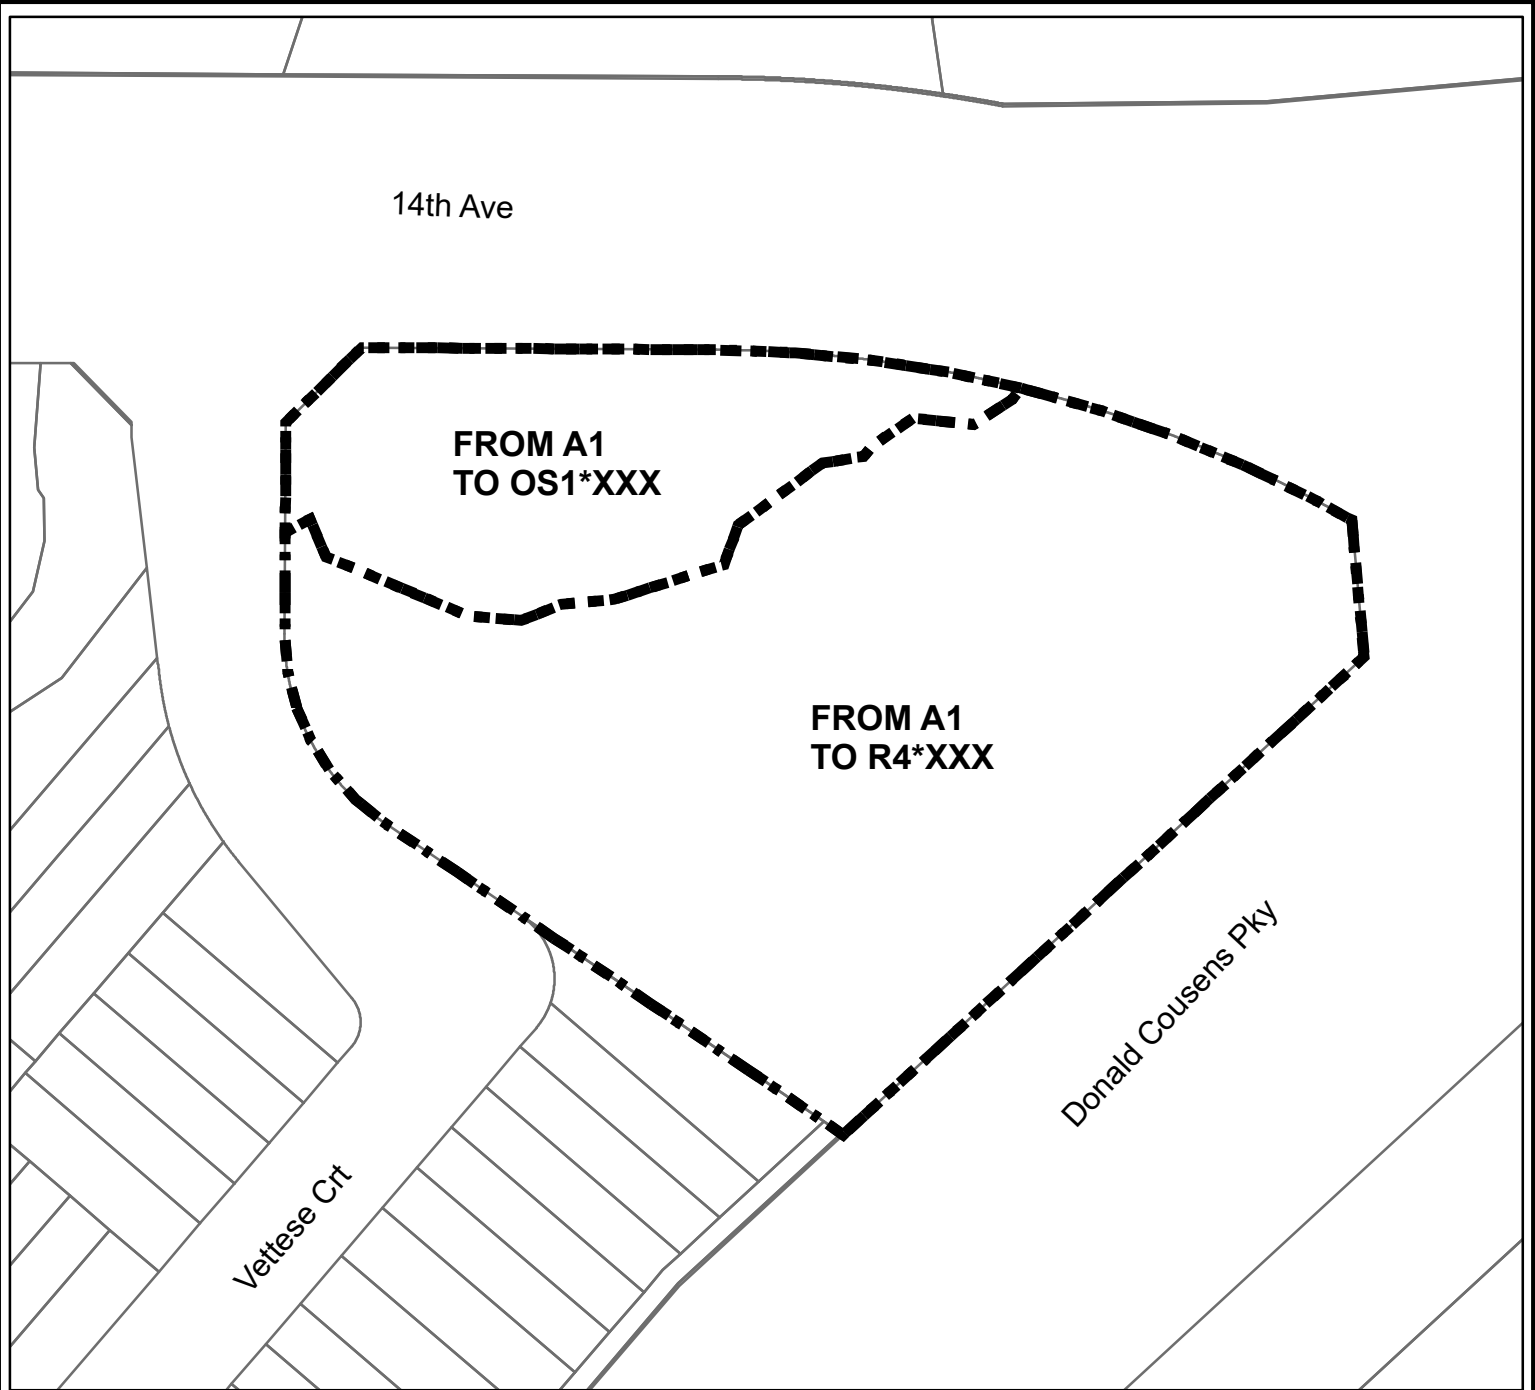 14th Ave
FROM A1
TO OS1*XXX
FROM A1
TO R4*XXX
Donald Cousens Pky
Vettese Crt